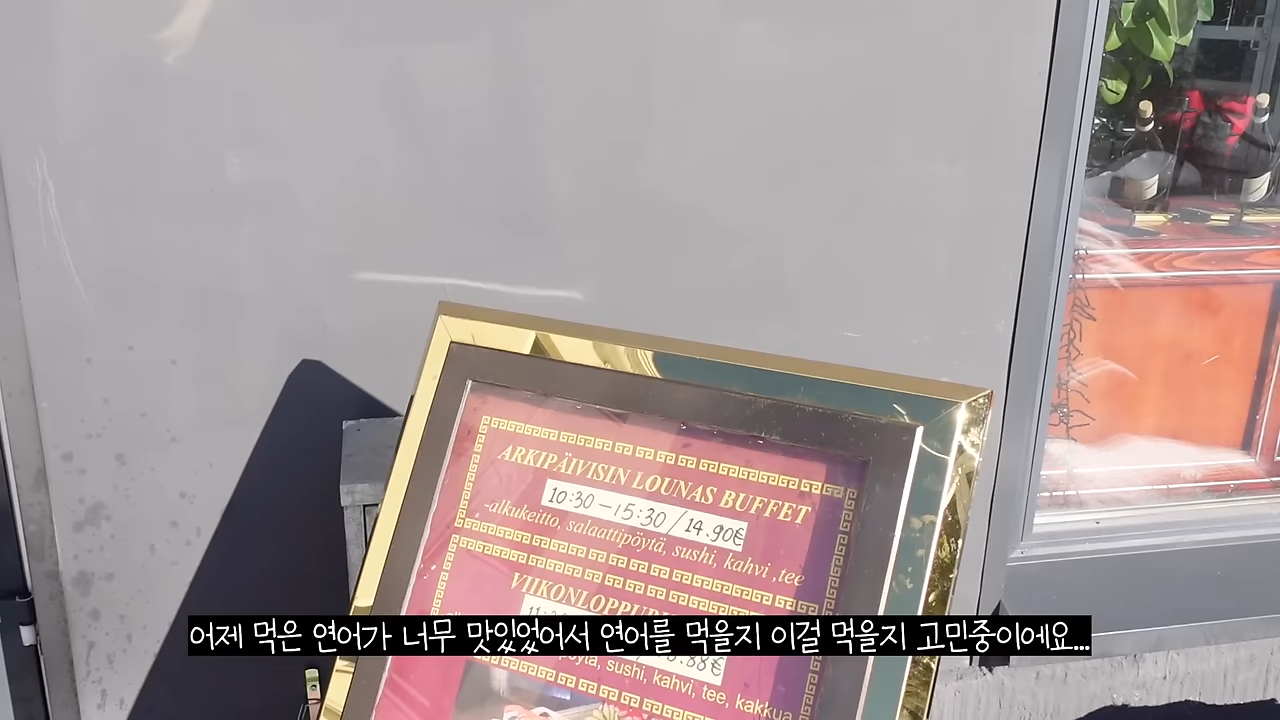 ARKIPÄIVISIN LOUNAS BUFFET
10:30-15:30/14.90€
-alkukeitto, salaattipöytä, sushi, kahvi ,tee
어제 먹은 연어가 너무 맛있었어서 연어를 먹을지 이걸 먹을지 고민중이에요...
sushi, kahvi, tee, kakkua